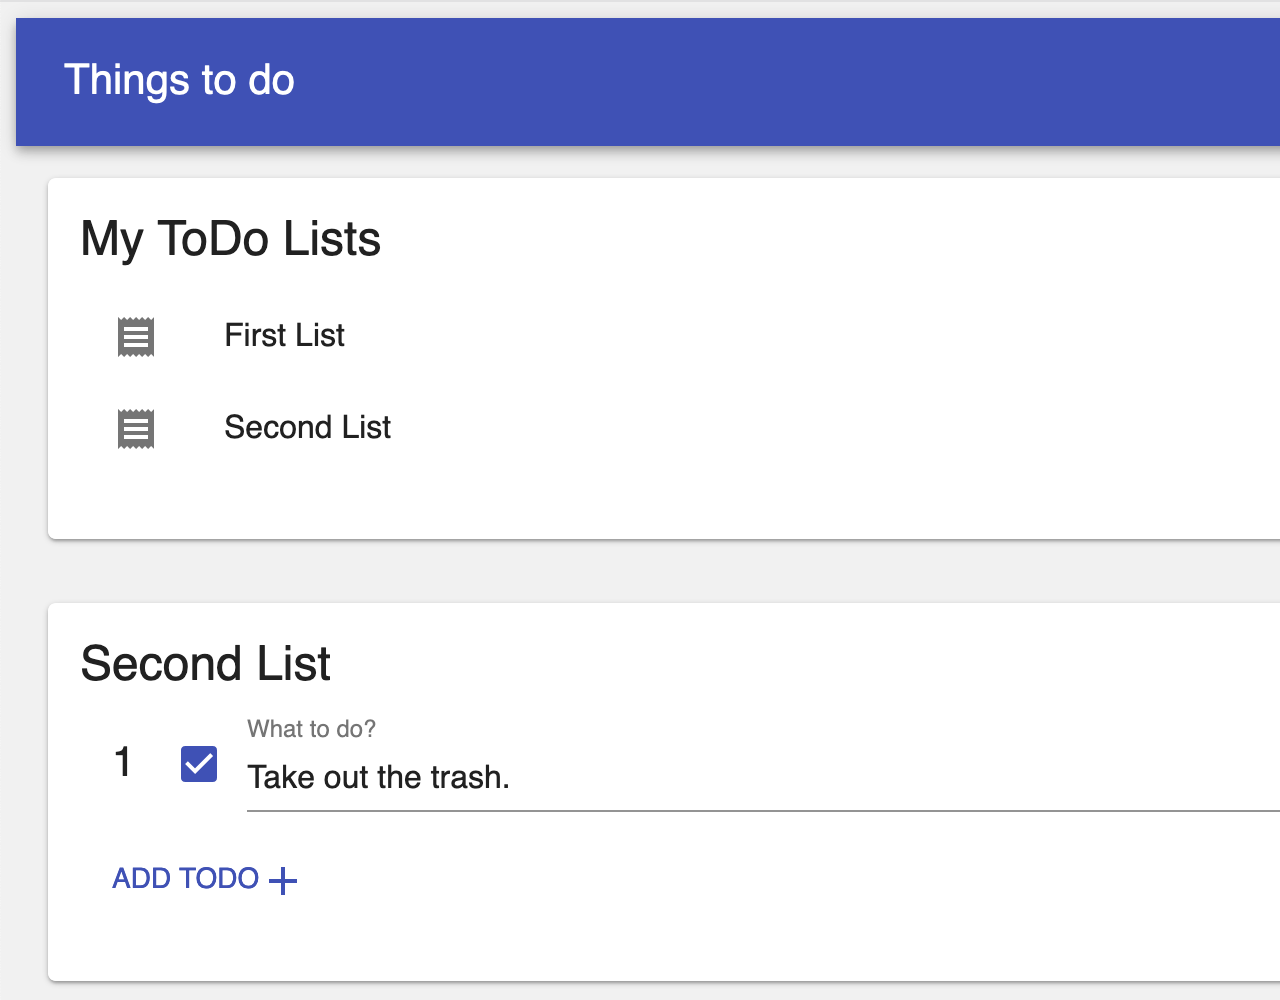 Things to do
My ToDo Lists
First List
Second List
Second List
What to do?
1
Take out the trash.
ADD TODO